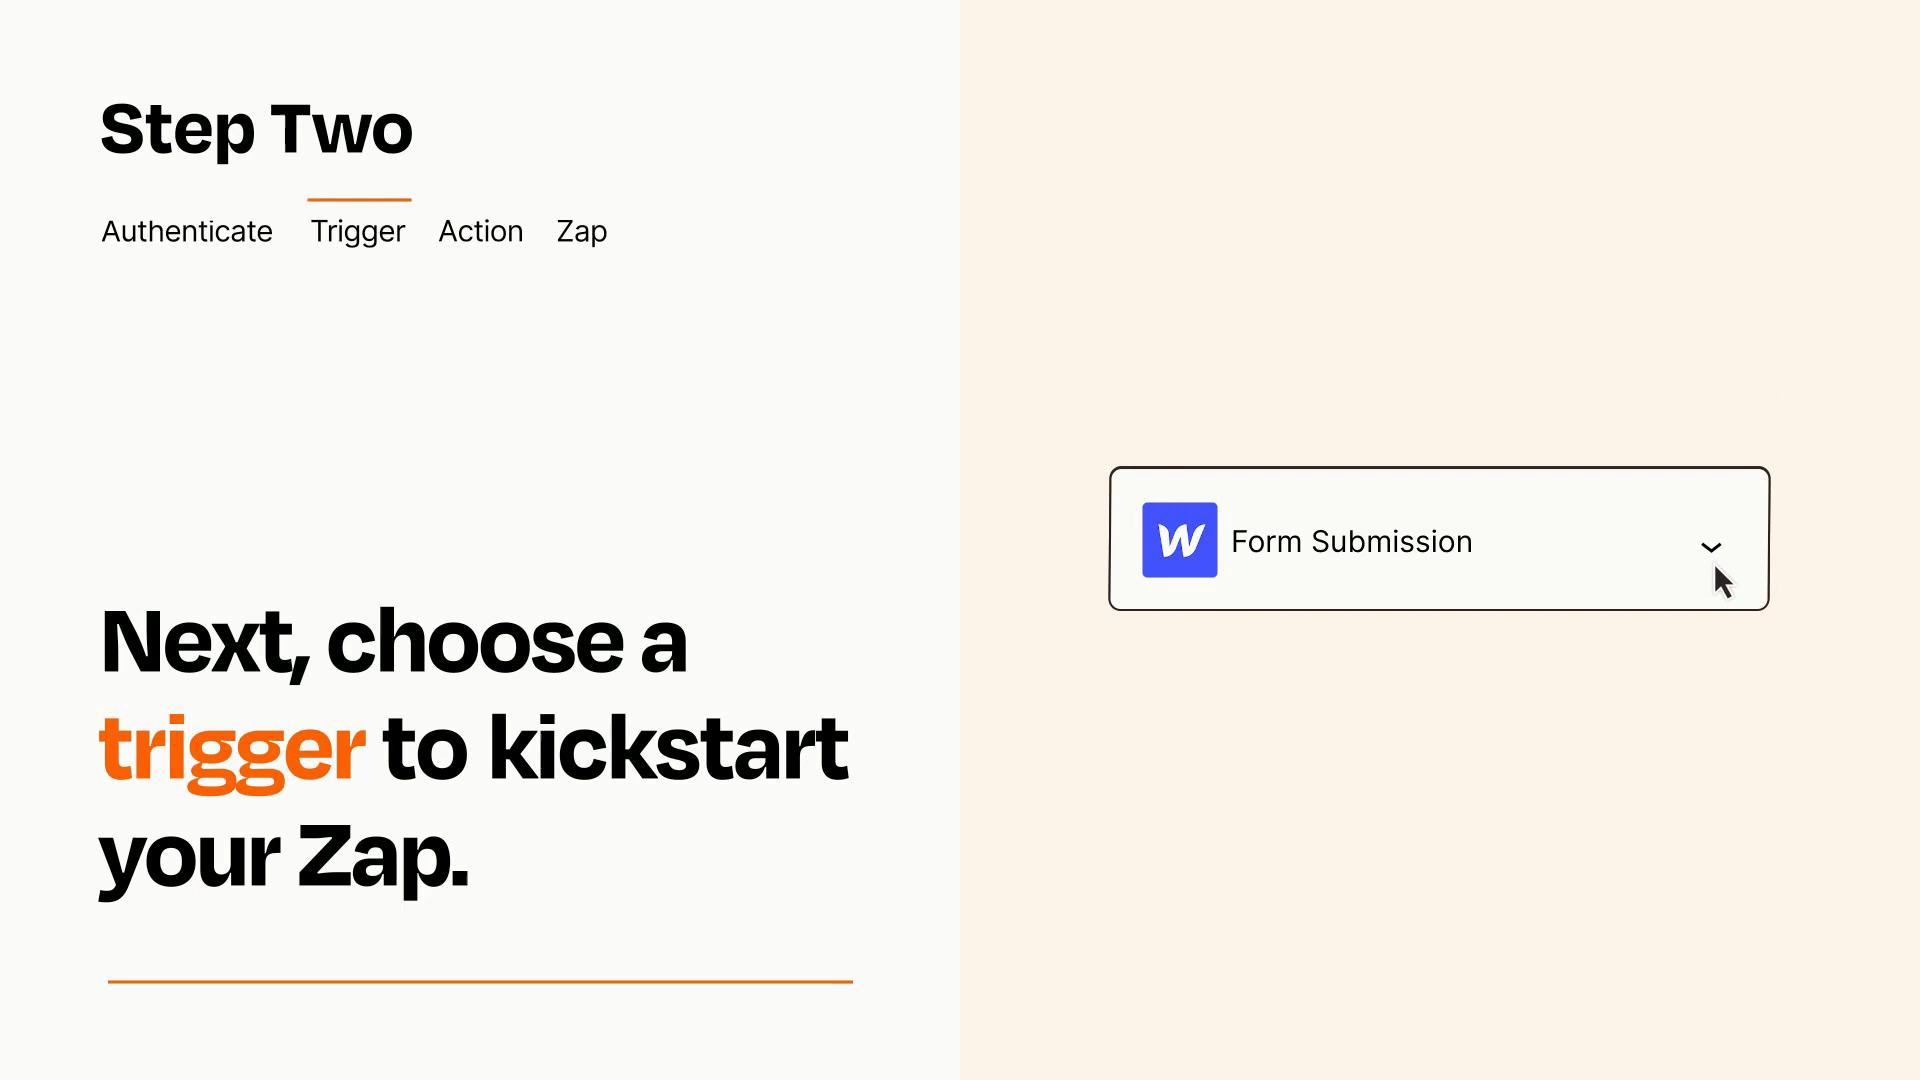 Step Two
Authenticate Trigger Action Zap
Next, choose a
trigger to kickstart
your Zap.
W Form Submission